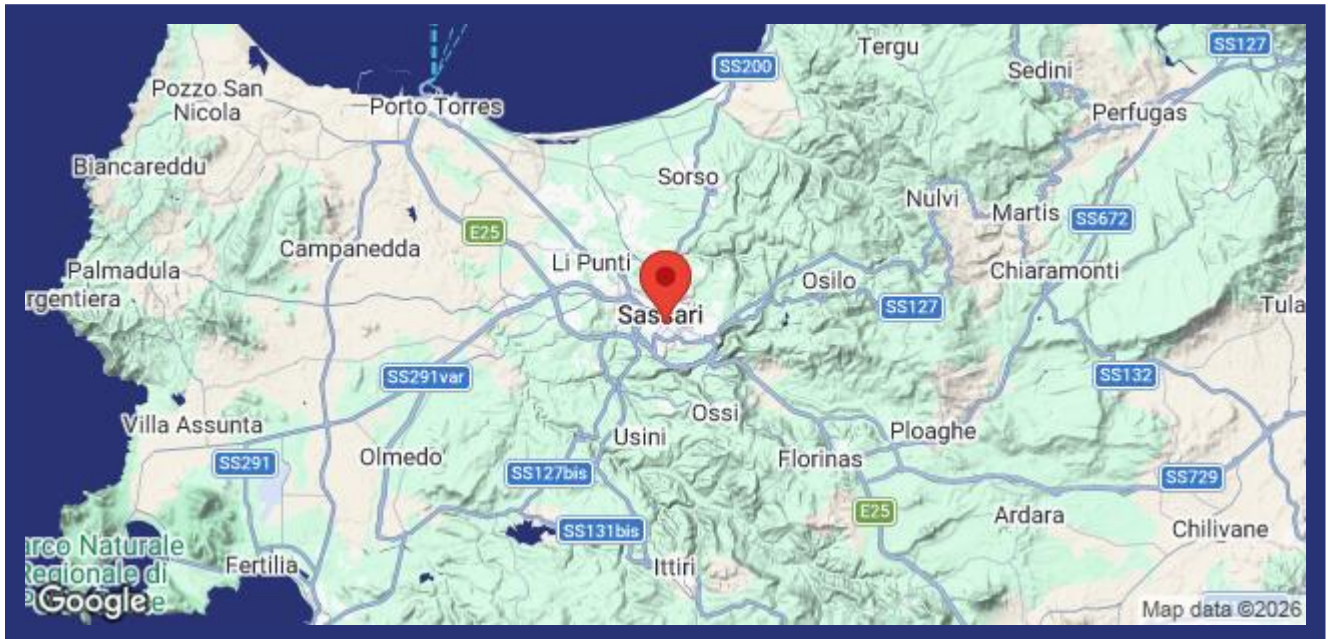 Tergu
SS127
Sedini
SS200
Pozzo San
Nicola
Porto Torres
Perfugas
Biancareddu
Sorso
Nulvi
Martis
SS672
E25
Campanedda
Li Punti
Palmadula
Osilo
Chiaramonti
rgentiera
SS127
Tula
Sassari
SS291var
SS132
Ossi
Villa Assunta
Usini
Ploaghe
Olmedo
Florinas
SS291
SS127bis
SS729
E25
Ardara
SS131bis
Chilivane
arco Naturale
Regionale di
Fertilia
Ittiri
Google
Map data ©2026